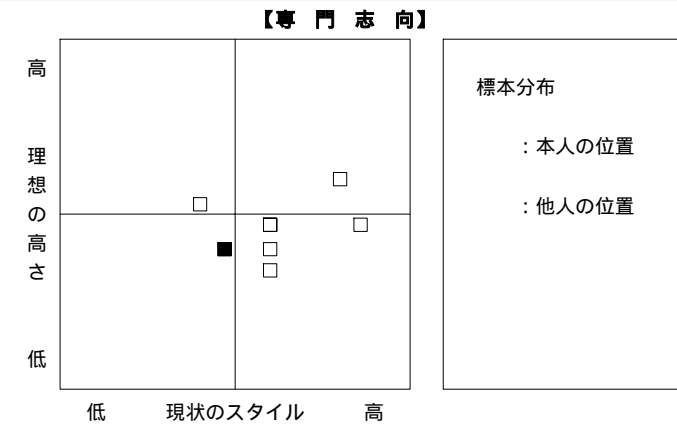 【専 門 志 向】
高
理想の高さ
低
低 現状のスタイル 高
標本分布
：本人の位置
：他人の位置